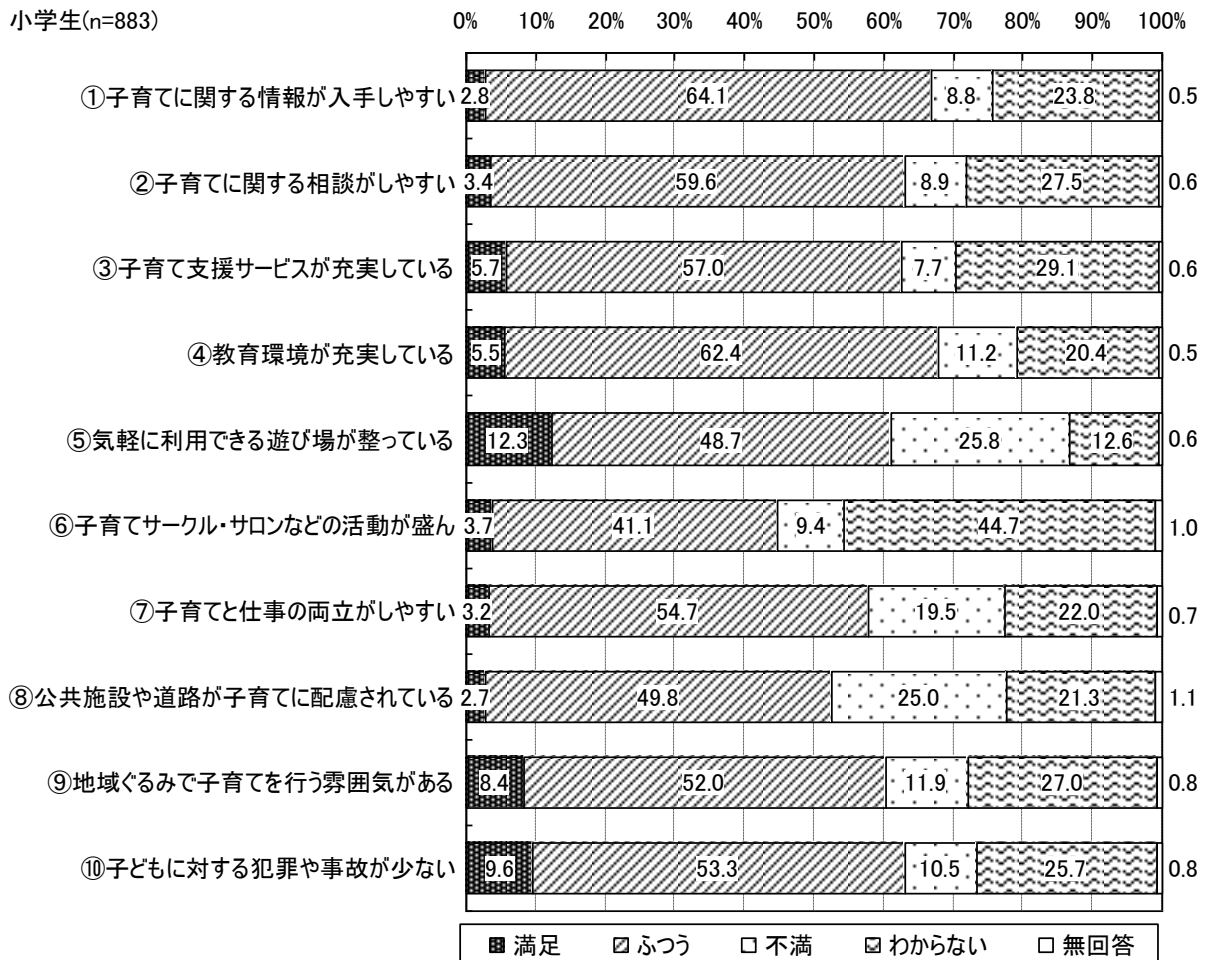 小学生(n=883)
0% 10% 20% 30% 40% 50% 60% 70% 80% 90% 100%
①子育てに関する情報が入手しやすい 2.8 64.1 8.8 23.8 0.5
②子育てに関する相談がしやすい 3.4 59.6 8.9 27.5 0.6
③子育て支援サービスが充実している 5.7 57.0 7.7 29.1 0.6
④教育環境が充実している 5.5 62.4 11.2 20.4 0.5
⑤気軽に利用できる遊び場が整っている 12.3 48.7 25.8 12.6 0.6
⑥子育てサークル・サロンなどの活動が盛ん 3.7 41.1 9.4 44.7 1.0
⑦子育てと仕事の両立がしやすい 3.2 54.7 19.5 22.0 0.7
⑧公共施設や道路が子育てに配慮されている 2.7 49.8 25.0 21.3 1.1
⑨地域ぐるみで子育てを行う雰囲気がある 8.4 52.0 11.9 27.0 0.8
⑩子どもに対する犯罪や事故が少ない 9.6 53.3 10.5 25.7 0.8
満足 ふつう 不満 わからない 無回答